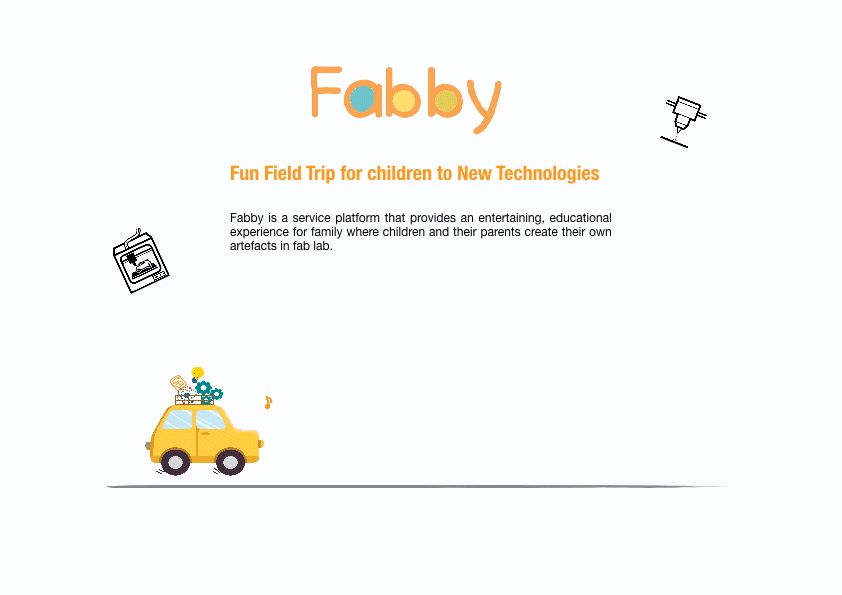 Fabby
Fun Field Trip for children to New Technologies
Fabby is a service platform that provides an entertaining, educational
experience for family where children and their parents create their own
artefacts in fab lab.